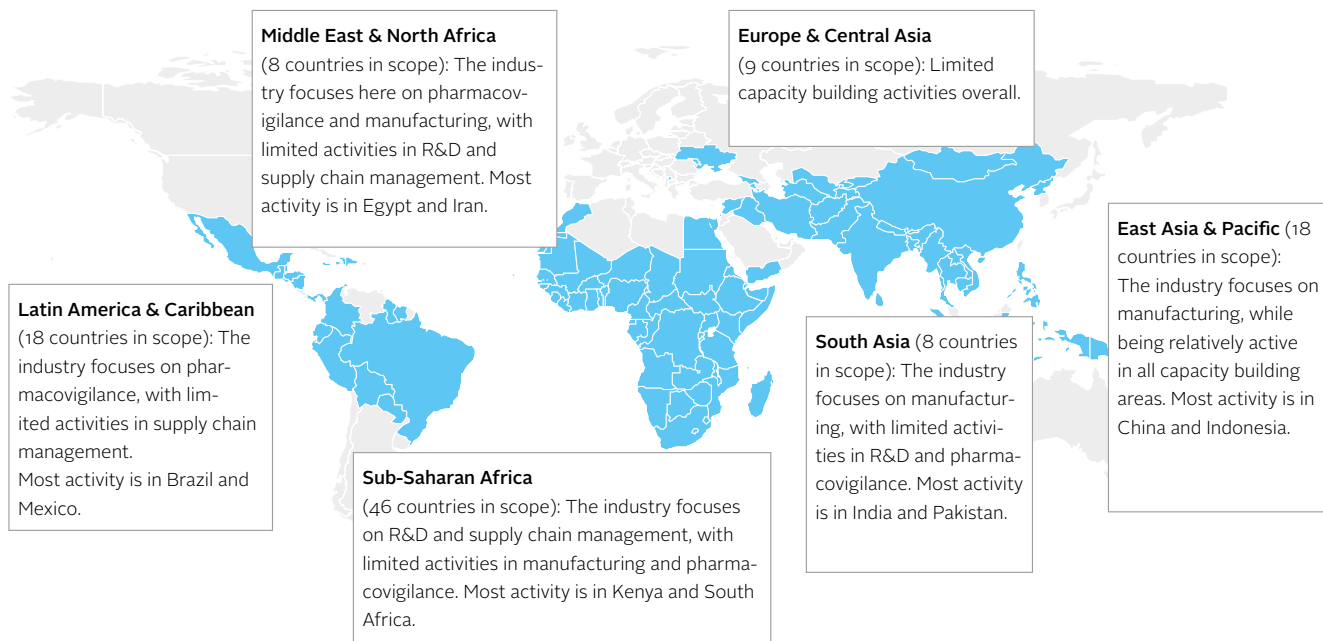 Middle East & North Africa
(8 countries in scope): The indus-
try focuses here on pharmacov-
igilance and manufacturing, with
limited activities in R&D and
supply chain management. Most
activity is in Egypt and Iran.
Europe & Central Asia
(9 countries in scope): Limited
capacity building activities overall.
East Asia & Pacific (18
countries in scope):
The industry focuses on
manufacturing, while
being relatively active
in all capacity building
areas. Most activity is in
China and Indonesia.
Latin America & Caribbean
(18 countries in scope): The
industry focuses on phar-
macovigilance, with lim-
ited activities in supply chain
management.
Most activity is in Brazil and
Mexico.
South Asia (8 countries
in scope): The industry
focuses on manufactur-
ing, with limited activi-
ties in R&D and pharma-
covigilance. Most activity
is in India and Pakistan.
Sub-Saharan Africa
(46 countries in scope): The industry focuses
on R&D and supply chain management, with
limited activities in manufacturing and pharma-
covigilance. Most activity is in Kenya and South
Africa.